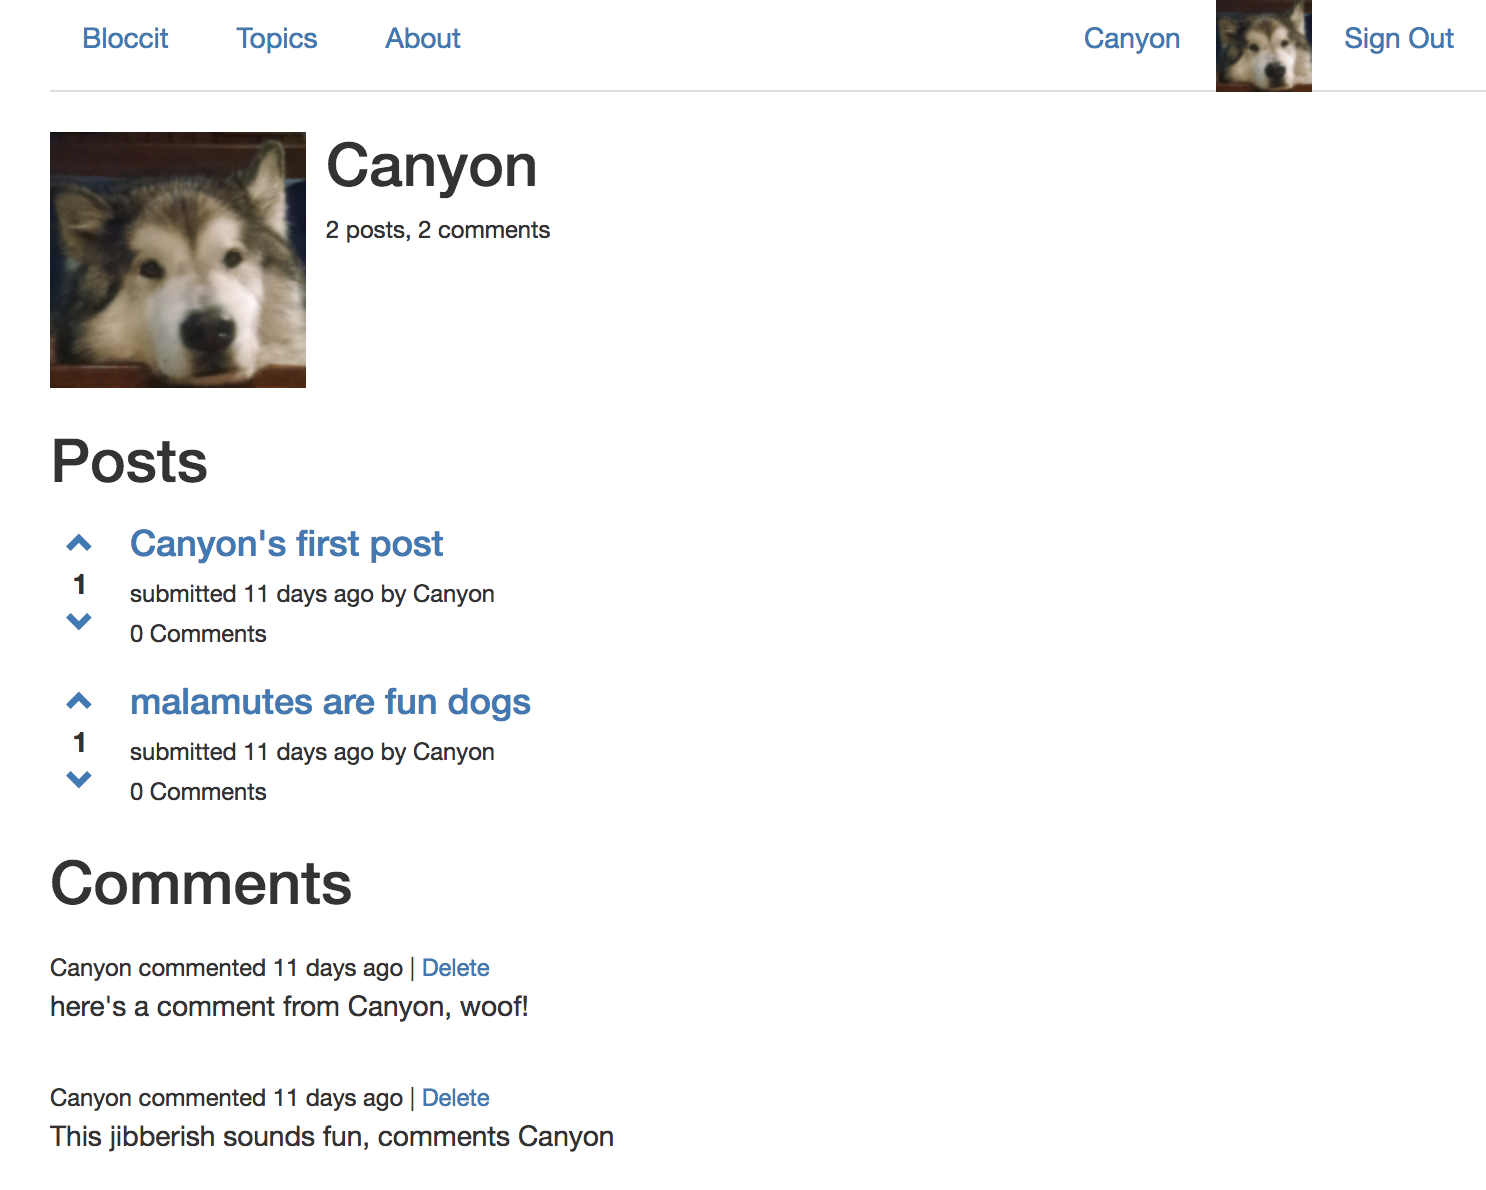 Bloccit Topics About Canyon Sign Out
Canyon
2 posts, 2 comments
Posts
Canyon's first post
1
submitted 11 days ago by Canyon
0 Comments
malamutes are fun dogs
1
submitted 11 days ago by Canyon
0 Comments
Comments
Canyon commented 11 days ago | Delete
here's a comment from Canyon, woof!
Canyon commented 11 days ago | Delete
This jibberish sounds fun, comments Canyon